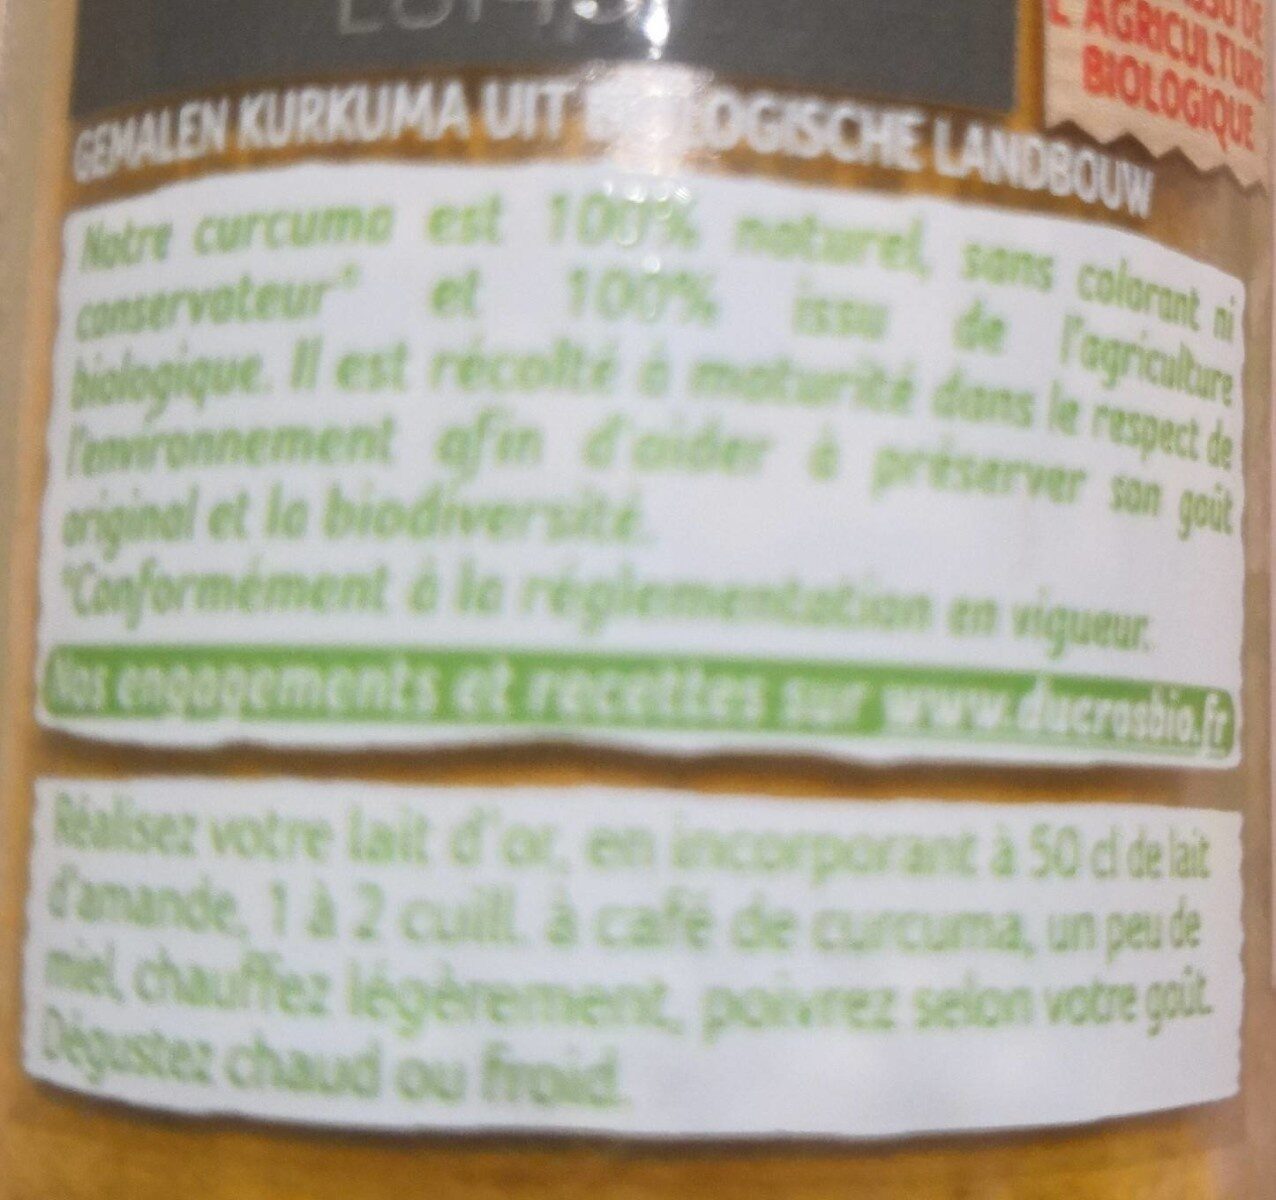 L'AGRICULTURE
BIOLOGIQUE
GEMALEN KURKUMA UIT BIOLOGISCHE LANDBOUW
Notre curcuma est 100% naturel, sans colorant ni
conservateur* et 100% issu de l'agriculture
biologique. Il est récolté à maturité dans le respect de
l'environnement afin d'aider à préserver son goût
original et la biodiversité.
*Conformément à la réglementation en vigueur.
Nos engagements et recettes sur www.ducrosbio.fr
Réalisez votre lait d'or, en incorporant à 50 cl de lait
d'amande, 1 à 2 cuill. à café de curcuma, un peu de
miel, chauffez légèrement, poivrez selon votre goût.
Dégustez chaud ou froid.